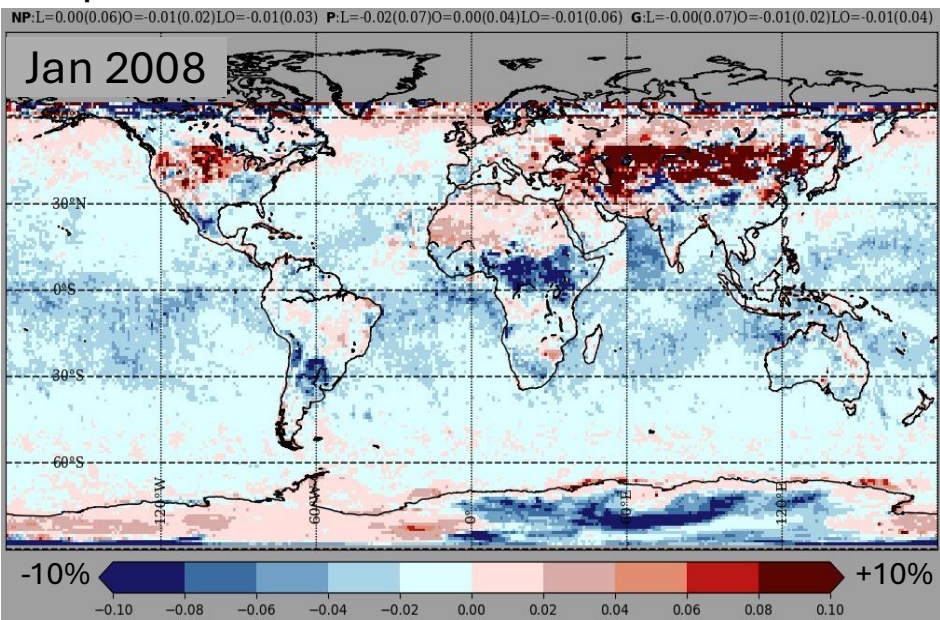 NP:L=0.00(0.06)O=-0.01(0.02)LO=-0.01(0.03) P:L=-0.02(0.07)O=0.00(0.04)LO=-0.01(0.06) G:L=-0.00(0.07)O=-0.01(0.02)LO=-0.01(0.04)
Jan 2008
30°N
0°S
30°S
60°S
120°W 60°W 0° 60°E 120°E
-10% +10%
−0.10 −0.08 −0.06 −0.04 −0.02 0.00 0.02 0.04 0.06 0.08 0.10